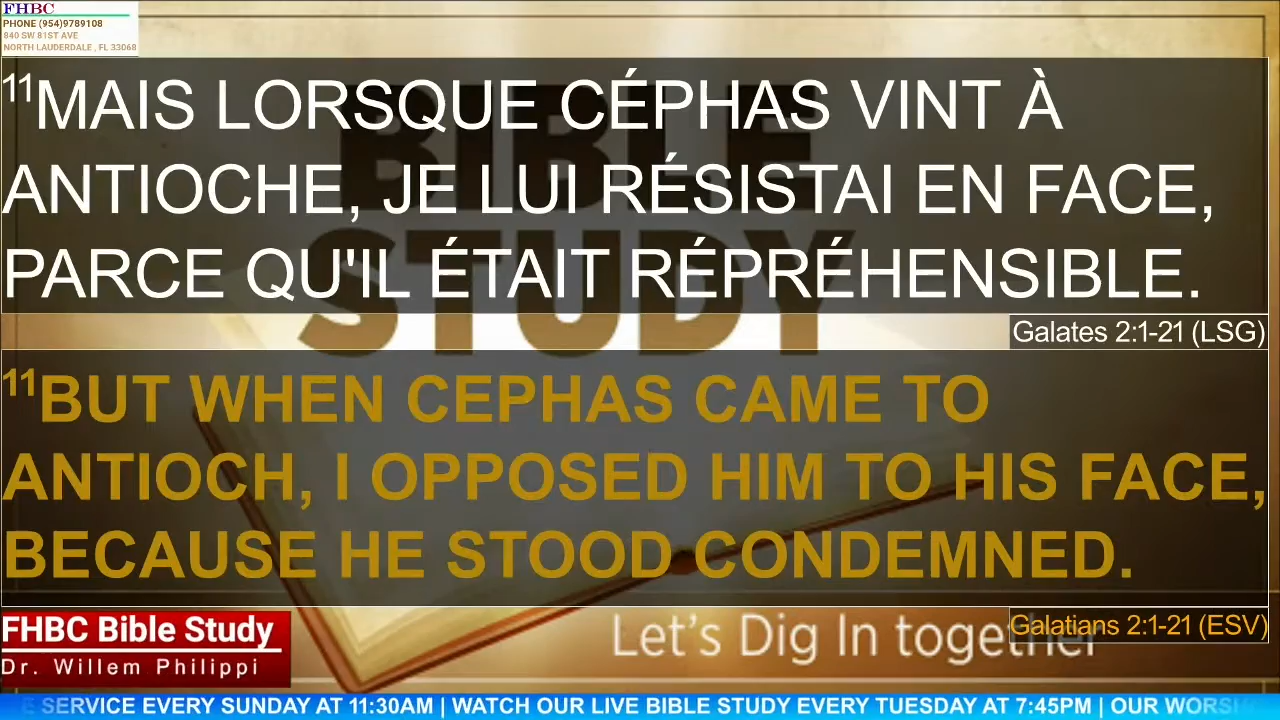 FHBC
PHONE (954)9789108
840 SW 81ST AVE
NORTH LAUDERDALE , FL 33068
BIBLE
STUDY
¹¹MAIS LORSQUE CÉPHAS VINT À
ANTIOCHE, JE LUI RÉSISTAI EN FACE,
PARCE QU'IL ÉTAIT RÉPRÉHENSIBLE.
Galates 2:1-21 (LSG)
¹¹BUT WHEN CEPHAS CAME TO
ANTIOCH, I OPPOSED HIM TO HIS FACE,
BECAUSE HE STOOD CONDEMNED.
Galatians 2:1-21 (ESV)
Let's Dig In together
FHBC Bible Study
Dr. Willem Philippi
E SERVICE EVERY SUNDAY AT 11:30AM | WATCH OUR LIVE BIBLE STUDY EVERY TUESDAY AT 7:45PM | OUR WORSH